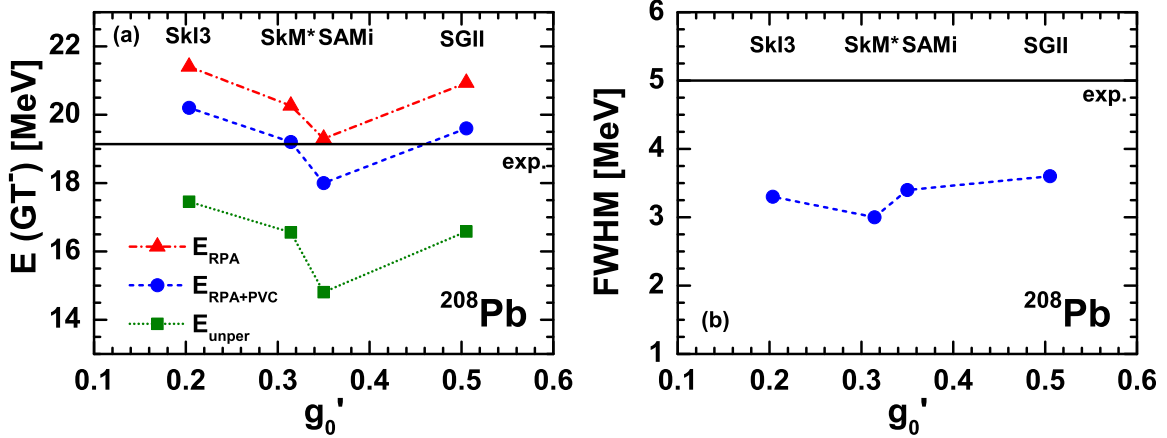 (a)
SkI3 SkM* SAMi SGII
E (GT⁻) [MeV]
22
20
18
16
14
exp.
E_RPA
E_RPA+PVC
E_unper
²⁰⁸Pb
0.1 0.2 0.3 0.4 0.5 0.6
g₀'
SkI3 SkM* SAMi SGII
FWHM [MeV]
6
5
4
3
2
1
exp.
(b)
²⁰⁸Pb
0.1 0.2 0.3 0.4 0.5 0.6
g₀'